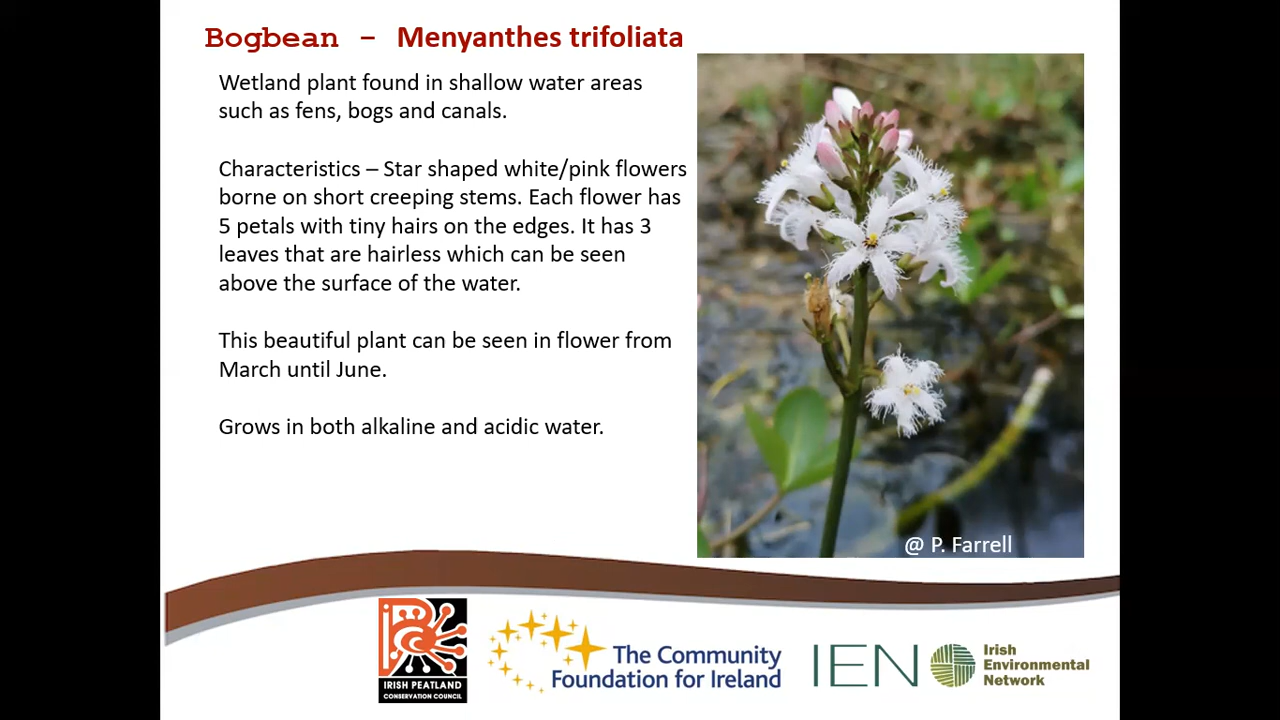 Bogbean – Menyanthes trifoliata
Wetland plant found in shallow water areas
such as fens, bogs and canals.
Characteristics – Star shaped white/pink flowers
borne on short creeping stems. Each flower has
5 petals with tiny hairs on the edges. It has 3
leaves that are hairless which can be seen
above the surface of the water.
This beautiful plant can be seen in flower from
March until June.
Grows in both alkaline and acidic water.
@ P. Farrell
IPCC
IRISH PEATLAND
CONSERVATION COUNCIL
The Community
Foundation for Ireland
IEN
Irish
Environmental
Network